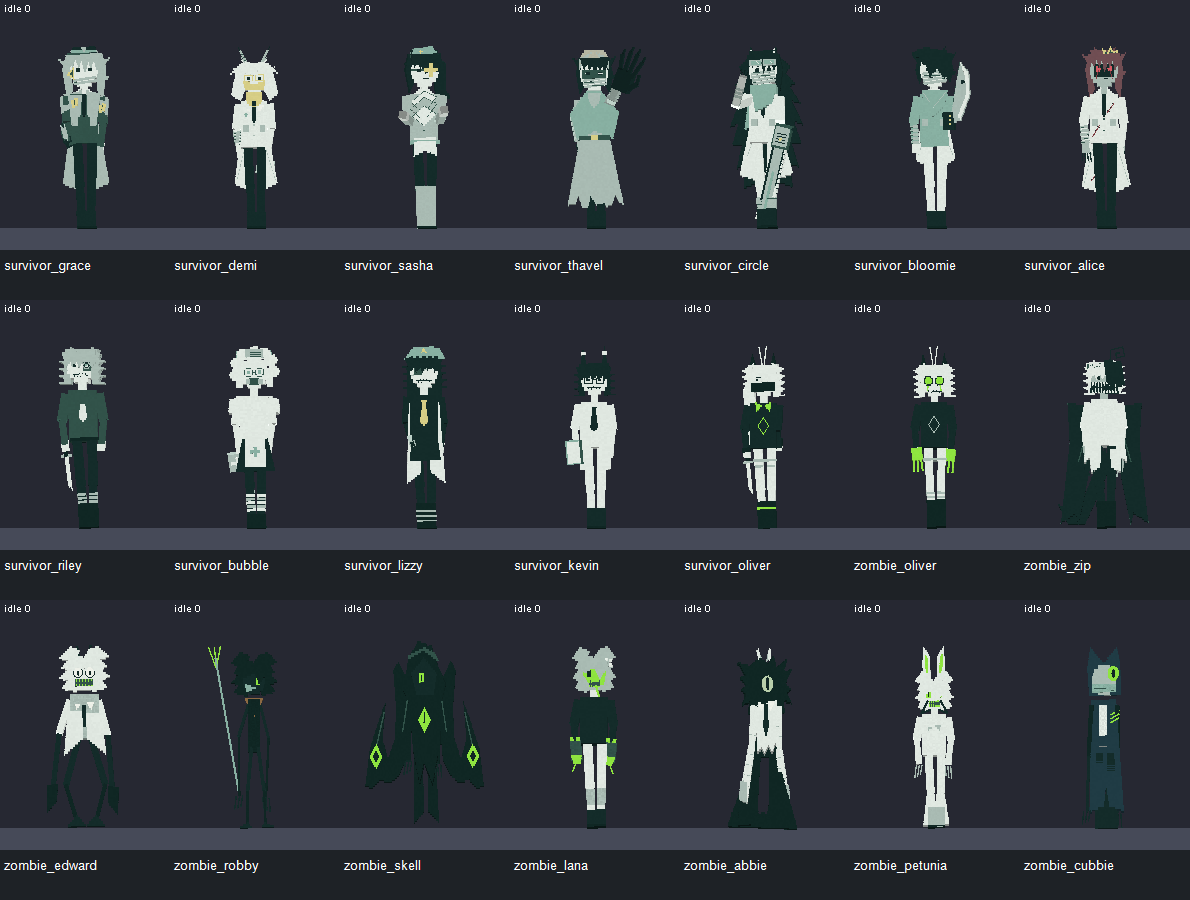 idle 0 idle 0 idle 0 idle 0 idle 0 idle 0 idle 0
survivor_grace survivor_demi survivor_sasha survivor_thavel survivor_circle survivor_bloomie survivor_alice
idle 0 idle 0 idle 0 idle 0 idle 0 idle 0 idle 0
survivor_riley survivor_bubble survivor_lizzy survivor_kevin survivor_oliver zombie_oliver zombie_zip
idle 0 idle 0 idle 0 idle 0 idle 0 idle 0 idle 0
zombie_edward zombie_robby zombie_skell zombie_lana zombie_abbie zombie_petunia zombie_cubbie